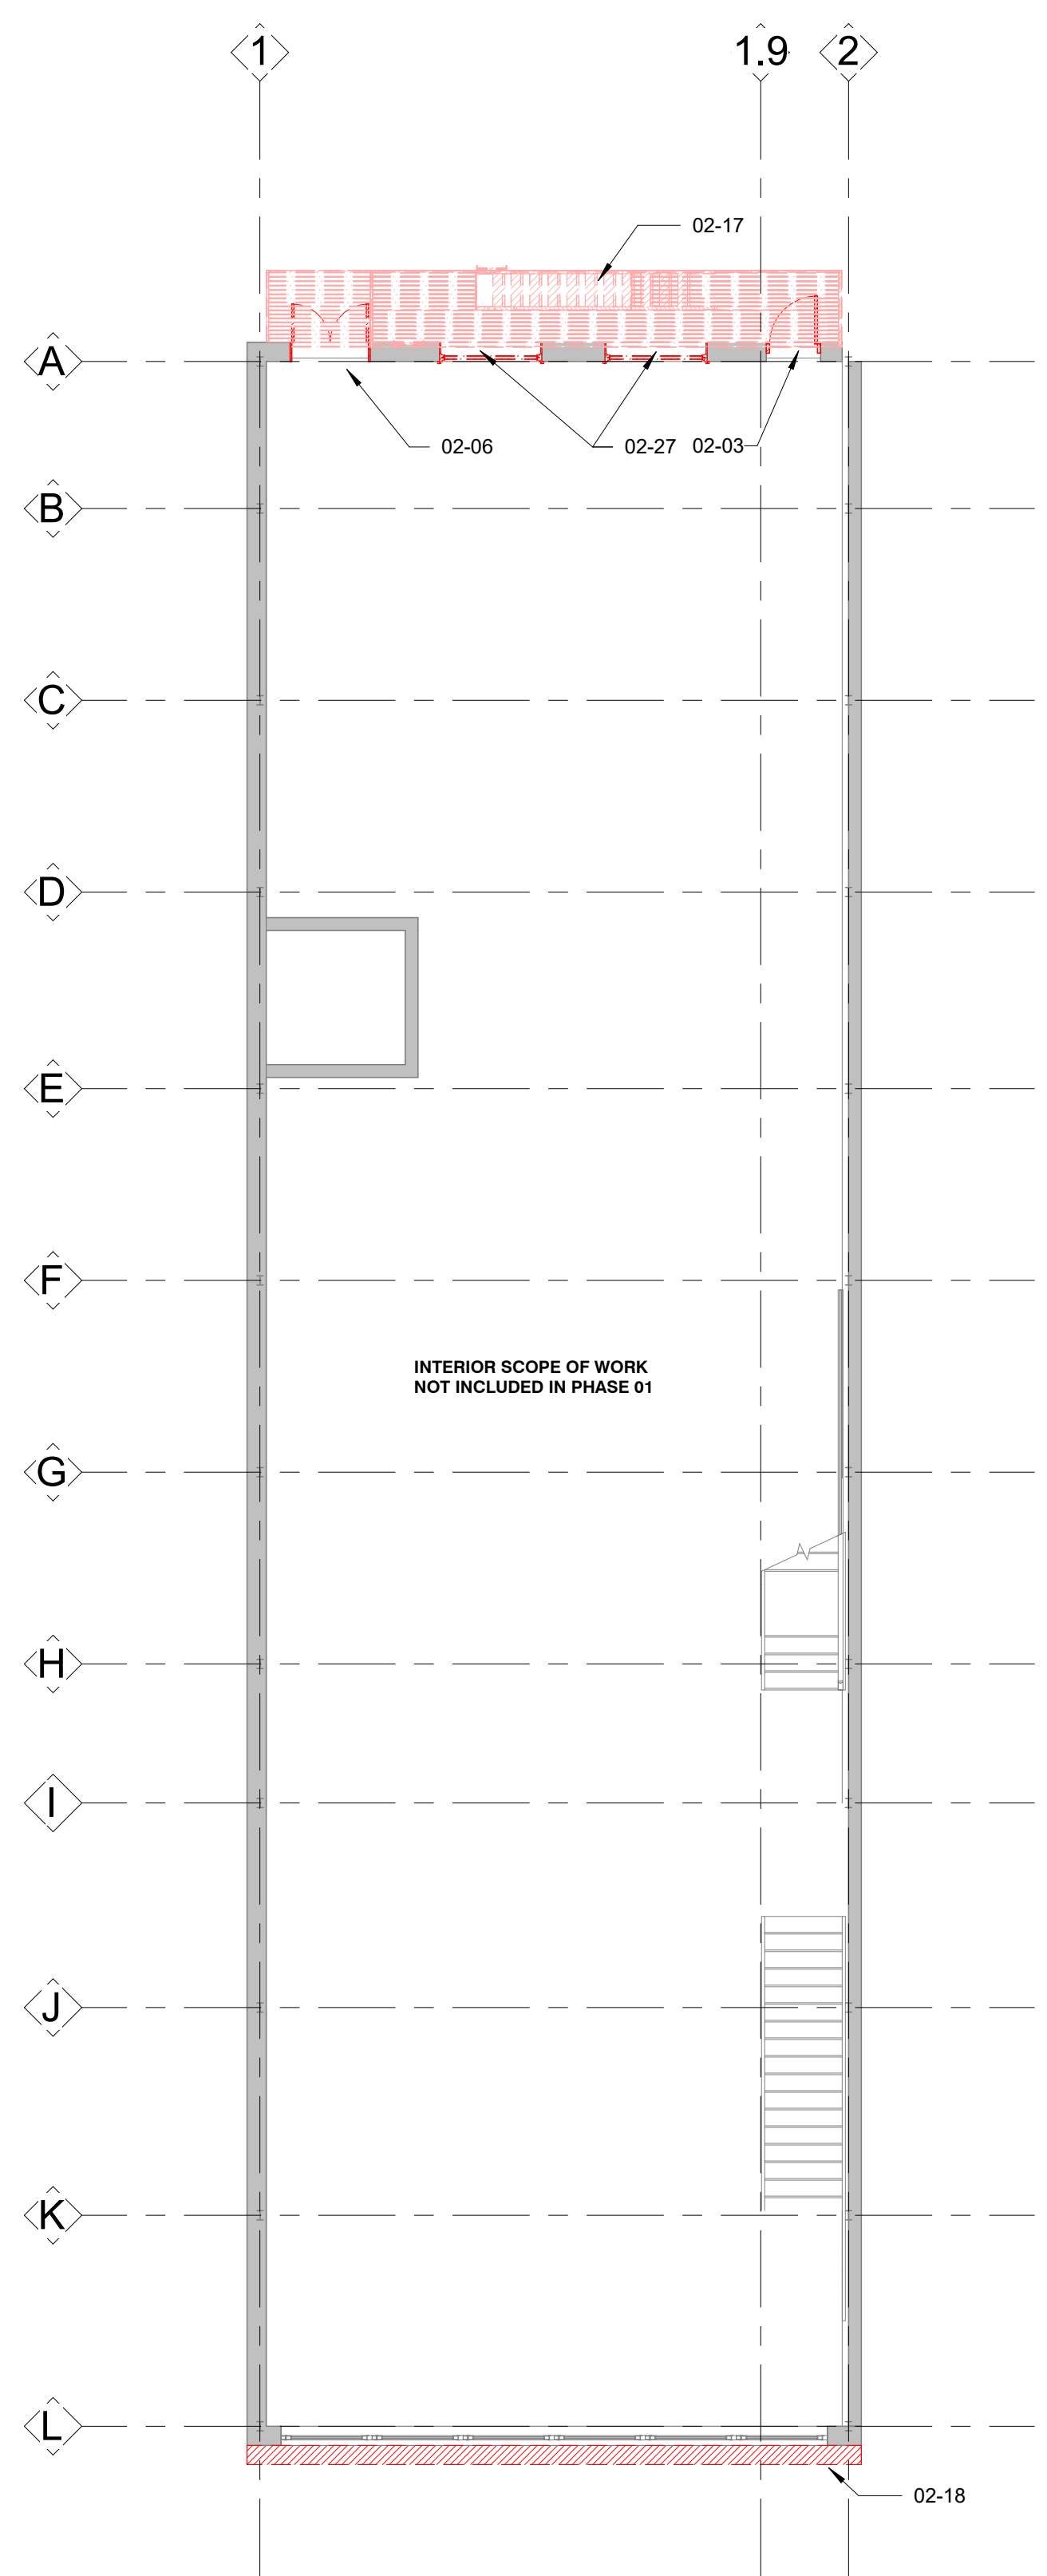 1
1.9
2
02-17
A
02-06
02-27
02-03
B
C
D
E
F
INTERIOR SCOPE OF WORK
NOT INCLUDED IN PHASE 01
G
H
I
J
K
L
02-18